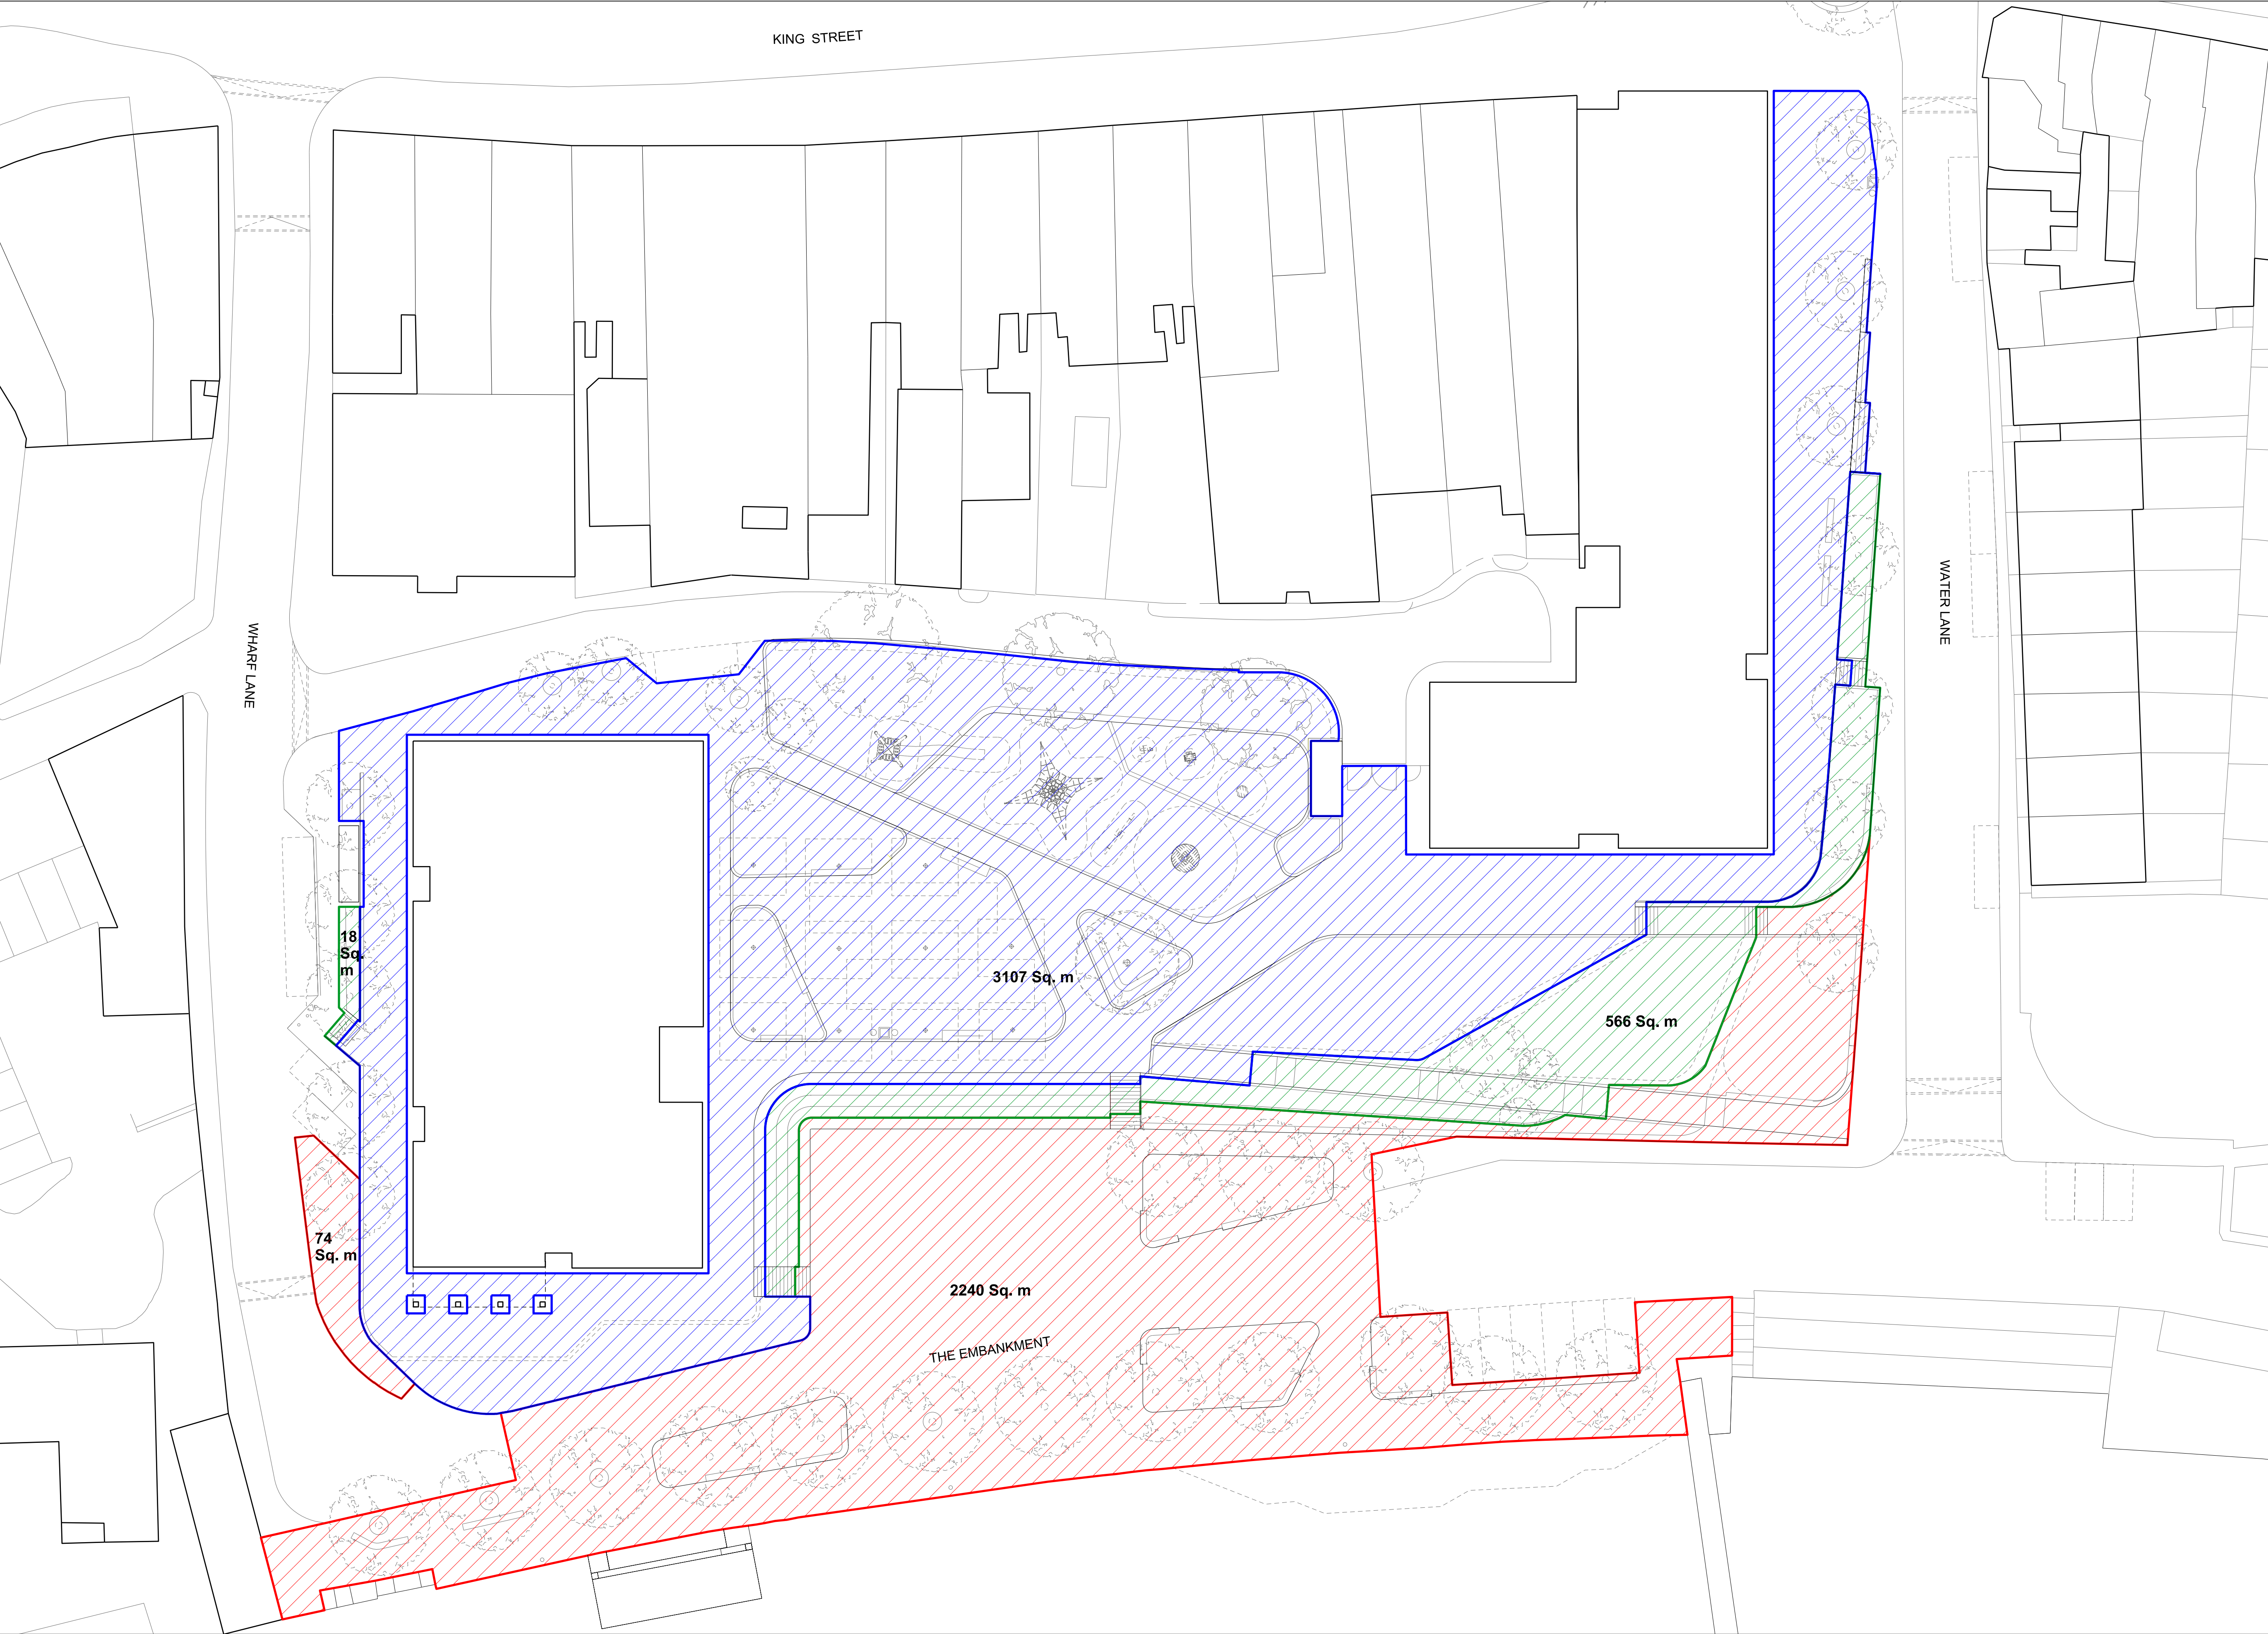 KING STREET
WHARF LANE
WATER LANE
18
Sq.
m
3107 Sq. m
566 Sq. m
74
Sq. m
2240 Sq. m
THE EMBANKMENT